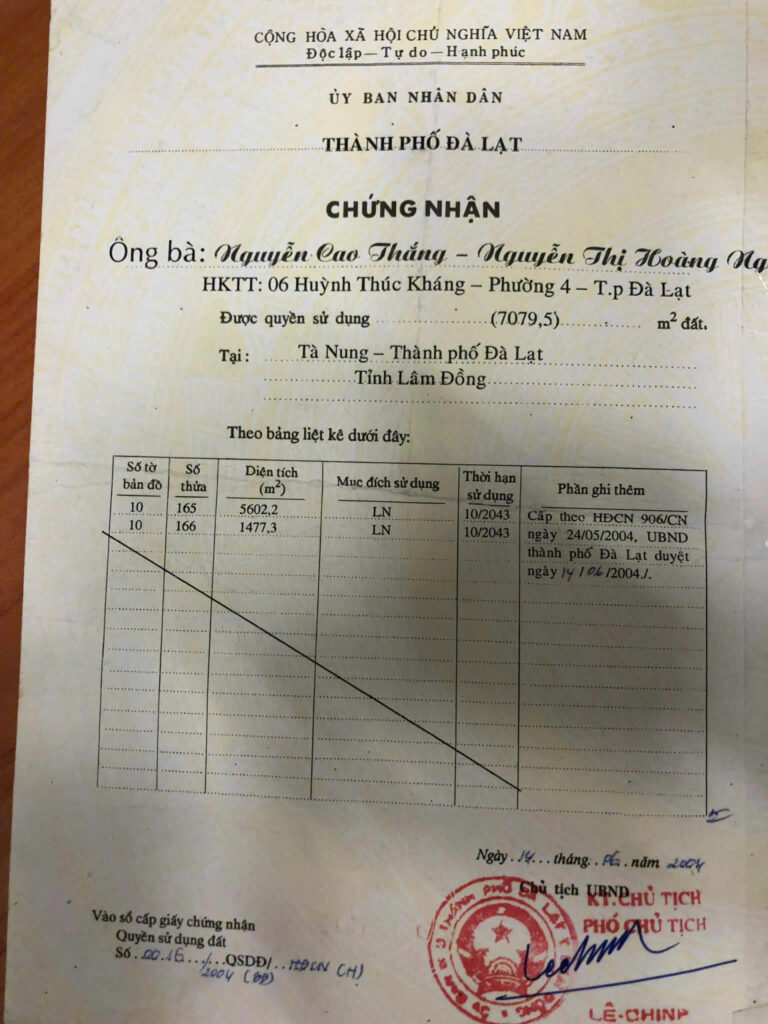 CỘNG HÒA XÃ HỘI CHỦ NGHĨA VIỆT NAM
Độc lập — Tự do — Hạnh phúc
ỦY BAN NHÂN DÂN
THÀNH PHỐ ĐÀ LẠT
CHỨNG NHẬN
Ông bà: Nguyễn Cao Thắng – Nguyễn Thị Hoàng Ng
HKTT: 06 Huỳnh Thúc Kháng – Phường 4 – T.p Đà Lạt
Được quyền sử dụng (7079,5) m² đất.
Tại : Tà Nung – Thành phố Đà Lạt
Tỉnh Lâm Đồng
Theo bảng liệt kê dưới đây:
Số tờ bản đồ Số thửa Diện tích (m²) Mục đích sử dụng Thời hạn sử dụng Phần ghi thêm
10 165 5602,2 LN 10/2043 Cấp theo HĐCN 906/CN
10 166 1477,3 LN 10/2043 ngày 24/05/2004, UBND
thành phố Đà Lạt duyệt
ngày 14/06/2004./.
Ngày 14 tháng 06 năm 2004
Chủ tịch UBND
KT.CHỦ TỊCH
PHÓ CHỦ TỊCH
Vào sổ cấp giấy chứng nhận
Quyền sử dụng đất
Số 0016 / QSDĐ/ HĐCN (H)
2004 (BĐ)